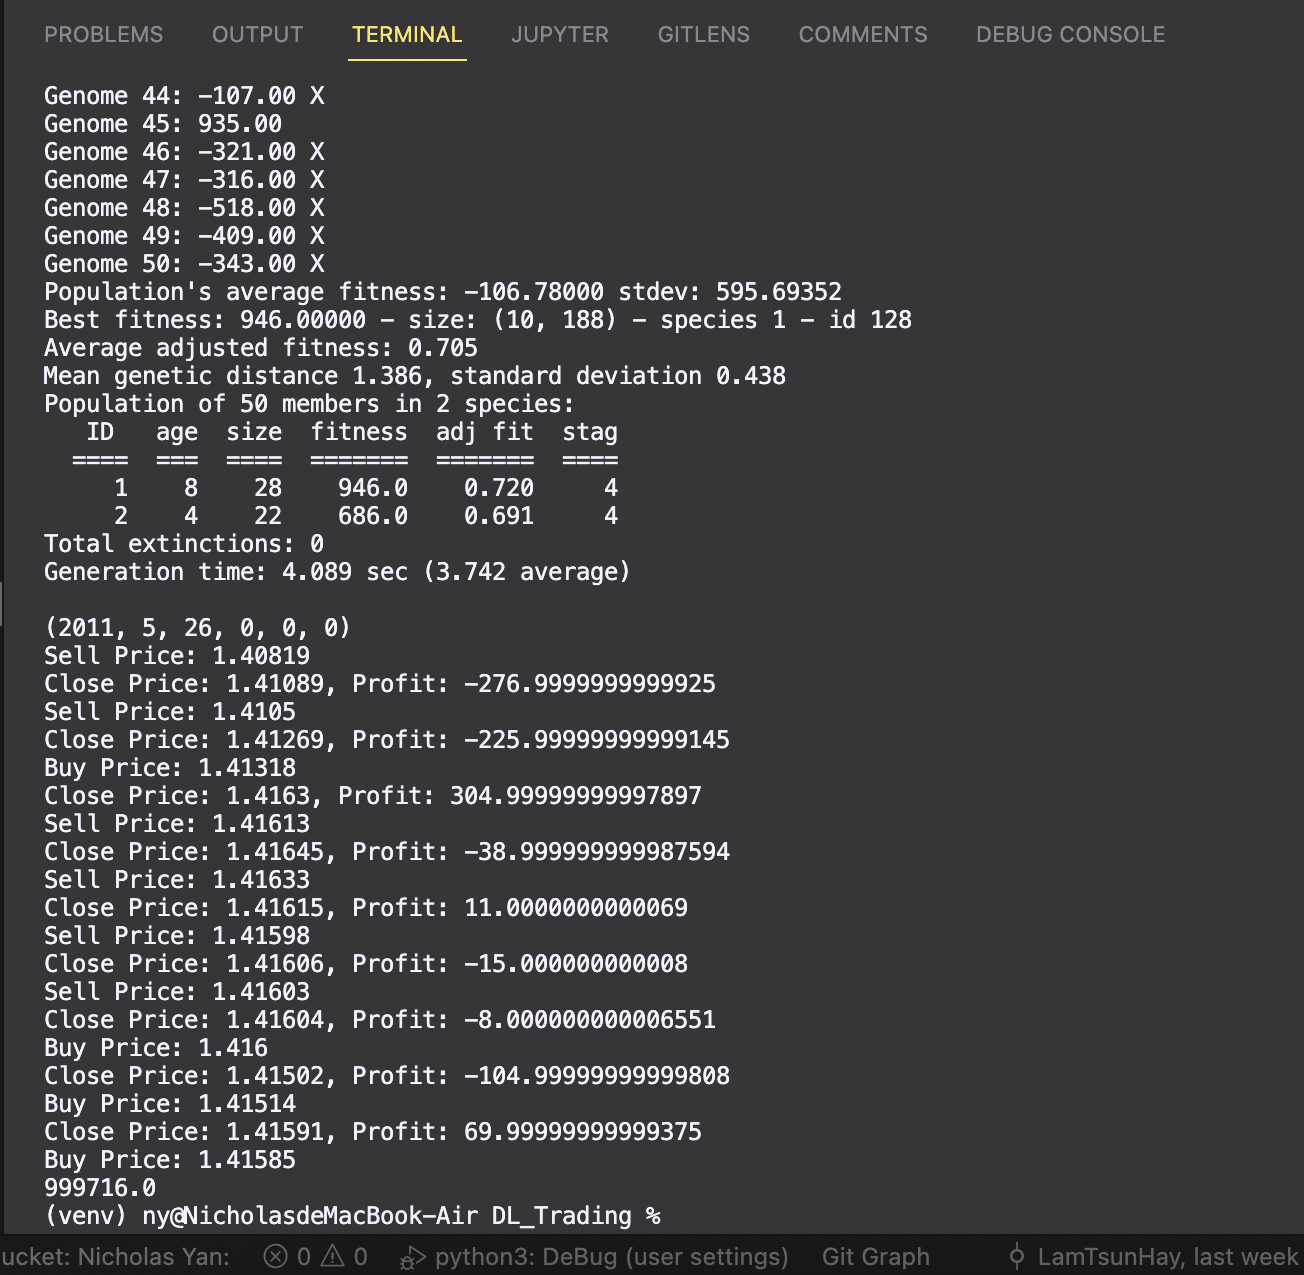 PROBLEMS OUTPUT TERMINAL JUPYTER GITLENS COMMENTS DEBUG CONSOLE
Genome 44: -107.00 X
Genome 45: 935.00
Genome 46: -321.00 X
Genome 47: -316.00 X
Genome 48: -518.00 X
Genome 49: -409.00 X
Genome 50: -343.00 X
Population's average fitness: -106.78000 stdev: 595.69352
Best fitness: 946.00000 - size: (10, 188) - species 1 - id 128
Average adjusted fitness: 0.705
Mean genetic distance 1.386, standard deviation 0.438
Population of 50 members in 2 species:
   ID   age  size  fitness  adj fit  stag
  ====  ===  ====  =======  =======  ====
     1    8    28    946.0    0.720     4
     2    4    22    686.0    0.691     4
Total extinctions: 0
Generation time: 4.089 sec (3.742 average)
(2011, 5, 26, 0, 0, 0)
Sell Price: 1.40819
Close Price: 1.41089, Profit: -276.9999999999925
Sell Price: 1.4105
Close Price: 1.41269, Profit: -225.99999999999145
Buy Price: 1.41318
Close Price: 1.4163, Profit: 304.99999999997897
Sell Price: 1.41613
Close Price: 1.41645, Profit: -38.999999999987594
Sell Price: 1.41633
Close Price: 1.41615, Profit: 11.0000000000069
Sell Price: 1.41598
Close Price: 1.41606, Profit: -15.000000000008
Sell Price: 1.41603
Close Price: 1.41604, Profit: -8.000000000006551
Buy Price: 1.416
Close Price: 1.41502, Profit: -104.99999999999808
Buy Price: 1.41514
Close Price: 1.41591, Profit: 69.99999999999375
Buy Price: 1.41585
999716.0
(venv) ny@NicholasdeMacBook-Air DL_Trading %
ucket: Nicholas Yan: 0 0 python3: DeBug (user settings) Git Graph LamTsunHay, last week